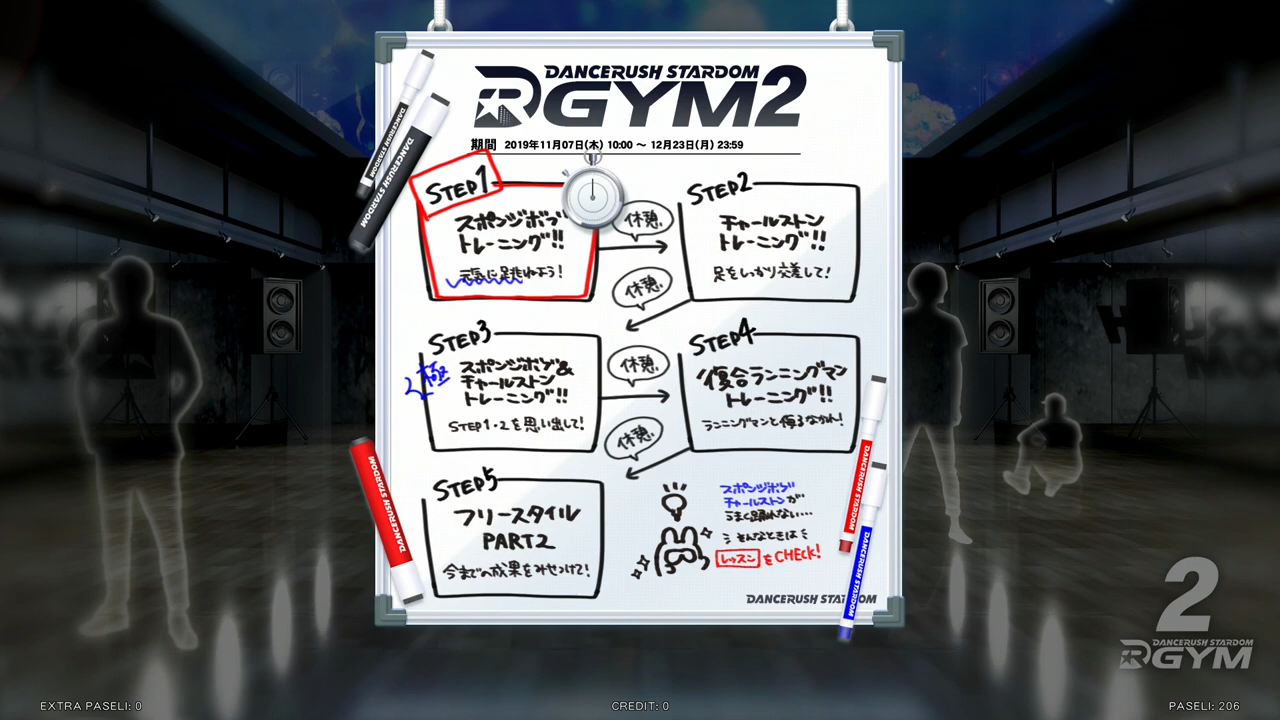 DANCERUSH STARDOM
R GYM2
期間 2019年11月07日(木) 10:00 〜 12月23日(月) 23:59
STEP1
スポンジボブ
トレーニング!!
元気に足挑ねよう!
休憩。
STEP2
チャールストン
トレーニング!!
足をしっかり交差して!
休憩。
STEP3
2極
スポンジボブ&
チャールストン
トレーニング!!
STEP1・2を思い出して!
休憩。
STEP4
複合ランニングマン
トレーニング!!
ランニングマンと侮るなかれ!
休憩。
STEP5
フリースタイル
PART2
今までの成果をみせつけて!
スポンジボブ
チャールストンが
うまく踊れない...
そんなときは
レッスンをCHECK!
DANCERUSH STARDOM
DANCERUSH STARDOM
DANCERUSH STARDOM
DANCERUSH STARDOM
DANCERUSH STARDOM
DANCERUSH STARDOM
2
DANCERUSH STARDOM
R GYM
EXTRA PASELI: 0
CREDIT: 0
PASELI: 206